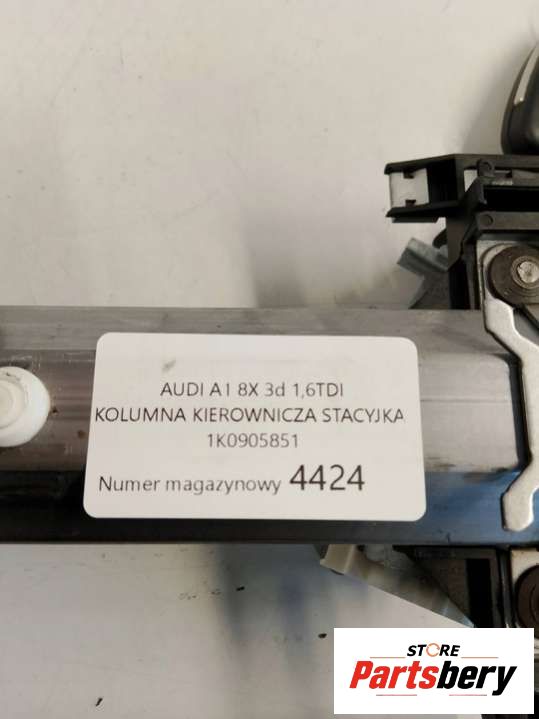 AUDI A1 8X 3d 1,6TDI
KOLUMNA KIEROWNICZA STACYJKA
1K0905851
Numer magazynowy 4424
STORE
Partsbery